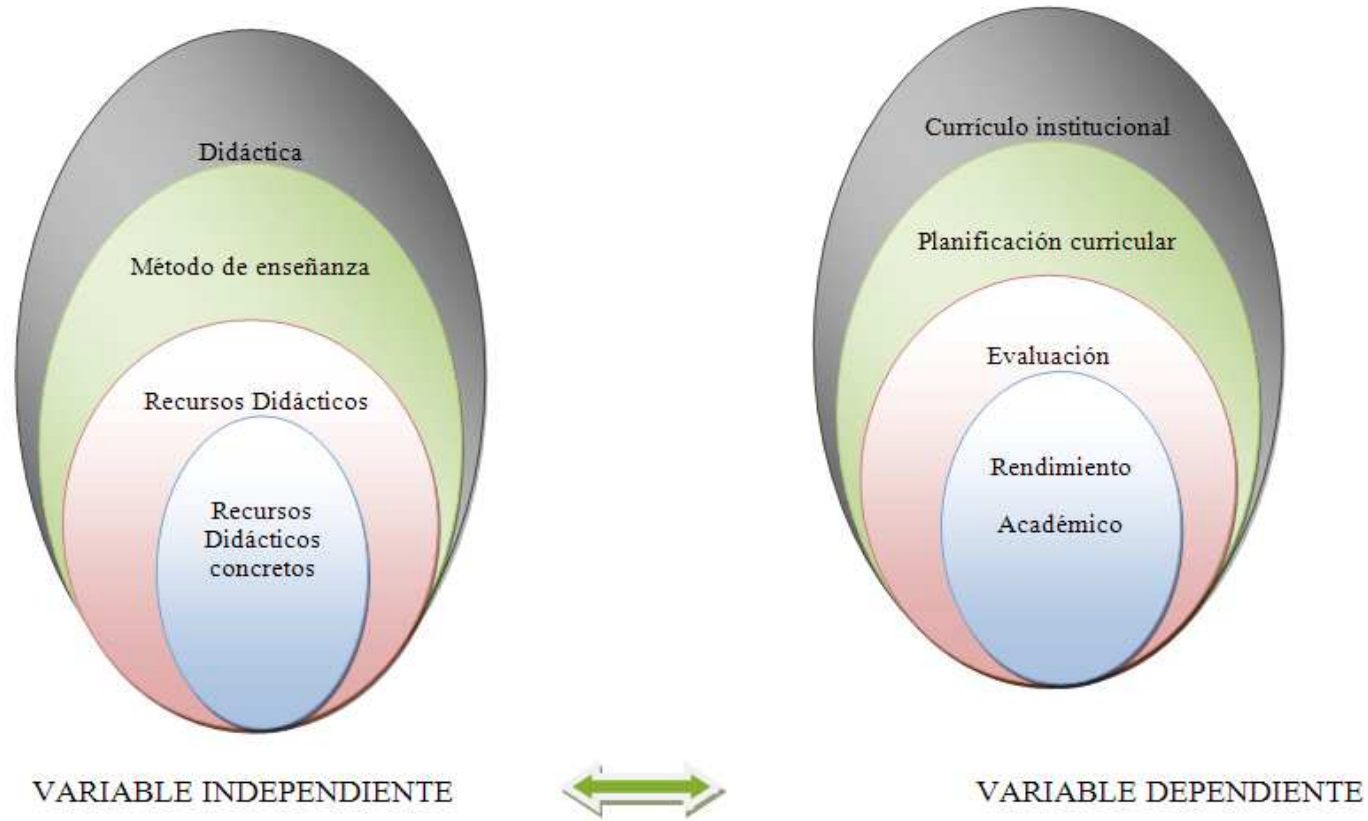 Didáctica
Método de enseñanza
Recursos Didácticos
Recursos
Didácticos
concretos
VARIABLE INDEPENDIENTE
Currículo institucional
Planificación curricular
Evaluación
Rendimiento
Académico
VARIABLE DEPENDIENTE